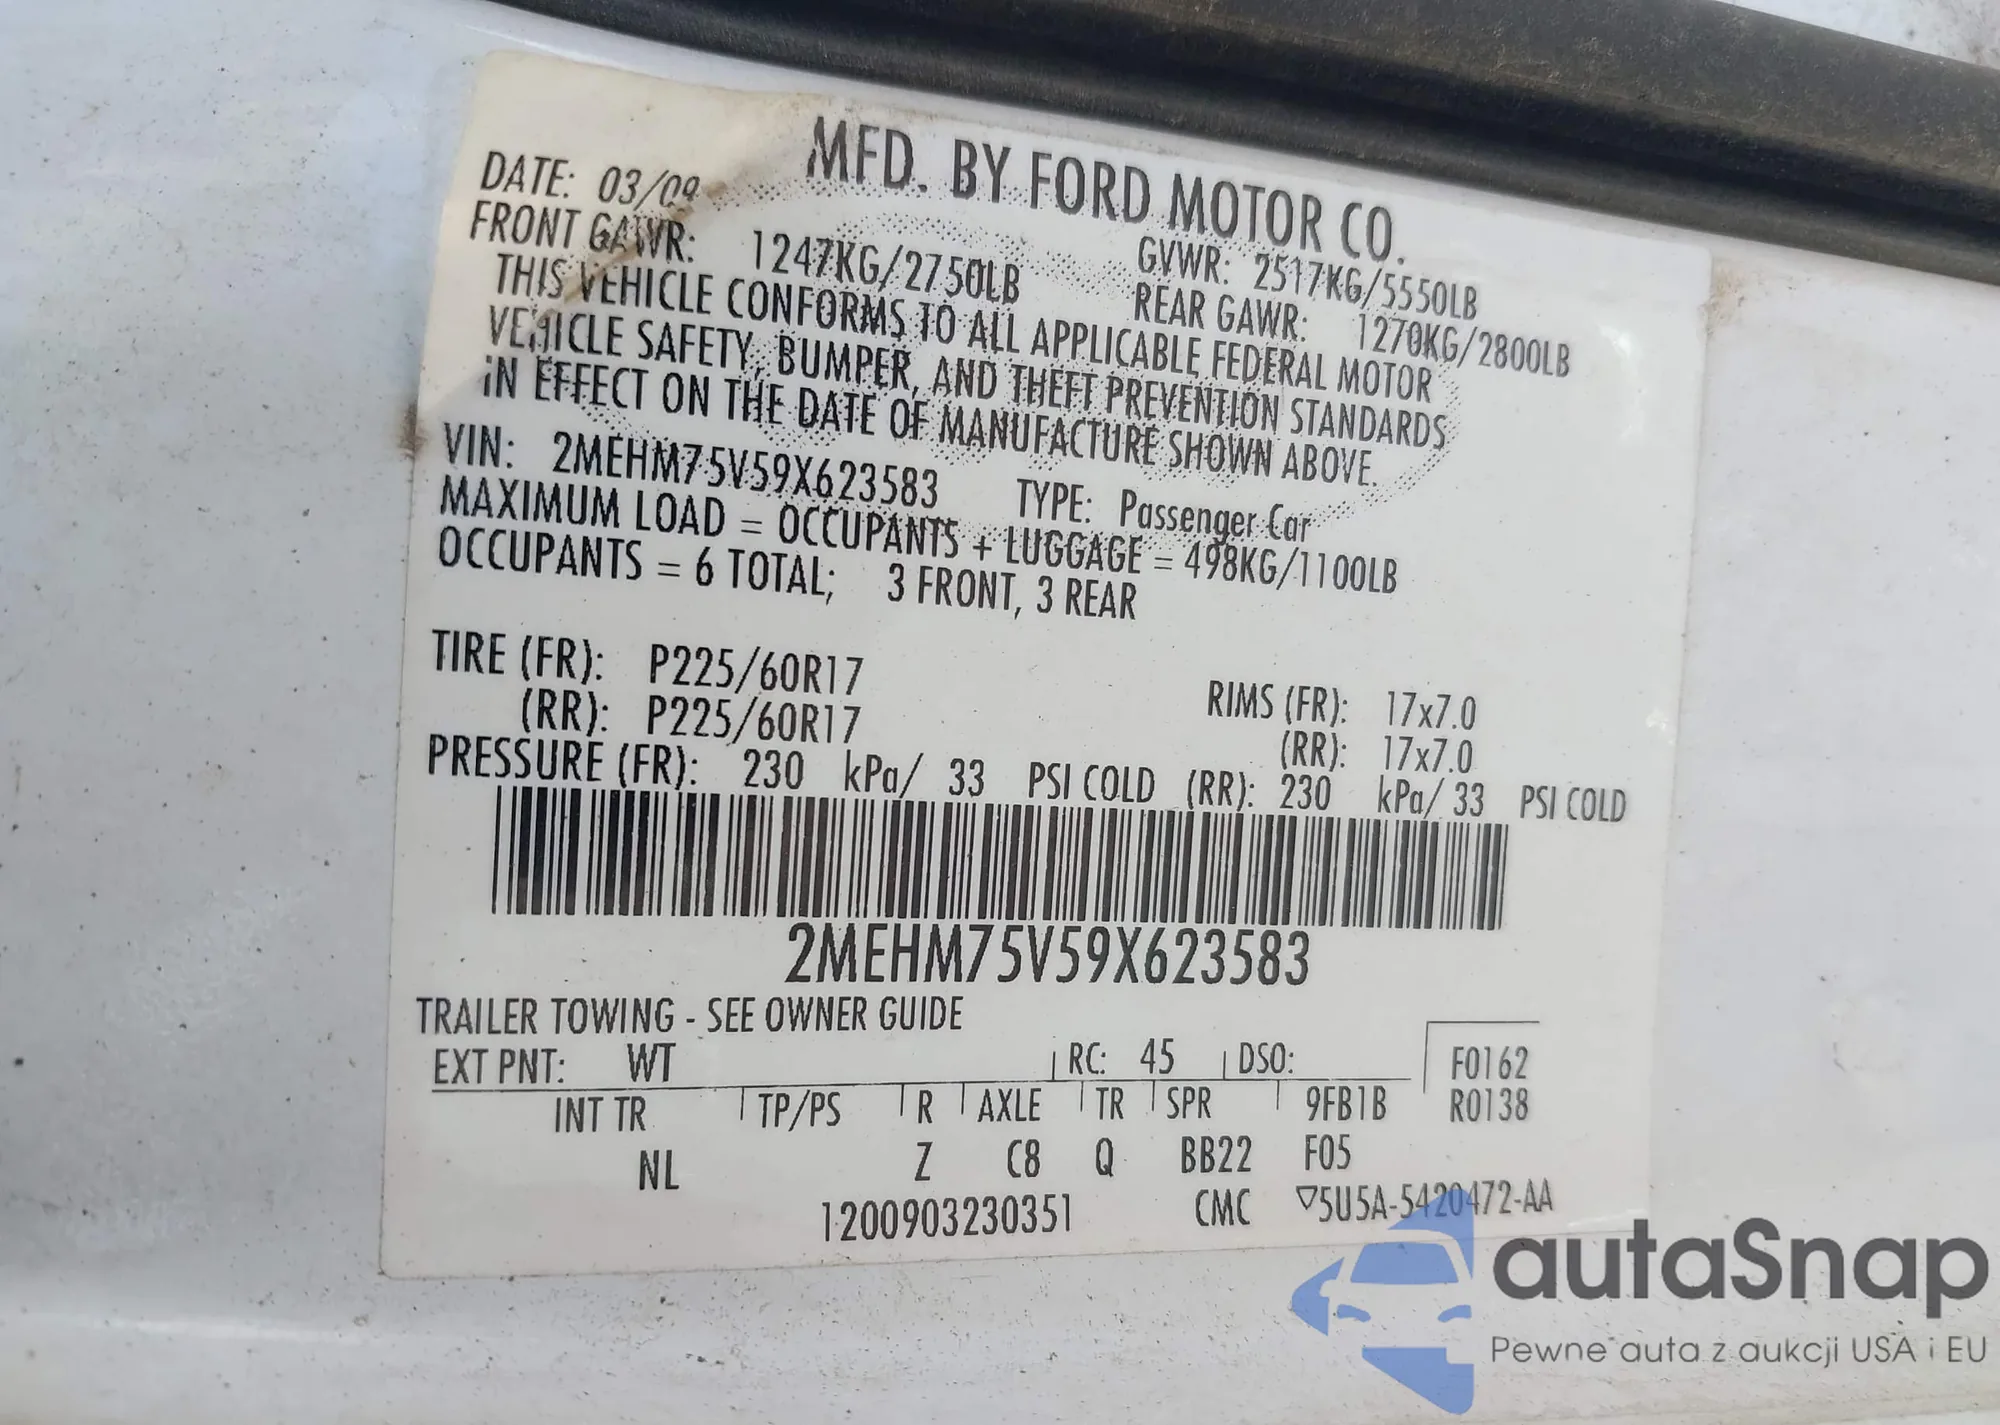 MFD. BY FORD MOTOR CO.
DATE: 03/09 GVWR: 2517KG/5550LB
FRONT GAWR: 1247KG/2750LB REAR GAWR: 1270KG/2800LB
THIS VEHICLE CONFORMS TO ALL APPLICABLE FEDERAL MOTOR
VEHICLE SAFETY, BUMPER, AND THEFT PREVENTION STANDARDS
IN EFFECT ON THE DATE OF MANUFACTURE SHOWN ABOVE.
VIN: 2MEHM75V59X623583 TYPE: Passenger Car
MAXIMUM LOAD = OCCUPANTS + LUGGAGE = 498KG/1100LB
OCCUPANTS = 6 TOTAL; 3 FRONT, 3 REAR
TIRE (FR): P225/60R17 RIMS (FR): 17x7.0
(RR): P225/60R17 (RR): 17x7.0
PRESSURE (FR): 230 kPa/ 33 PSI COLD (RR): 230 kPa/ 33 PSI COLD
2MEHM75V59X623583
TRAILER TOWING - SEE OWNER GUIDE
EXT PNT: WT RC: 45 DSO: F0162
INT TR TP/PS R AXLE TR SPR 9FB1B R0138
NL Z C8 Q BB22 F05
1200903230351 CMC ▽5U5A-5420472-AA
autaSnap
Pewne auta z aukcji USA i EU